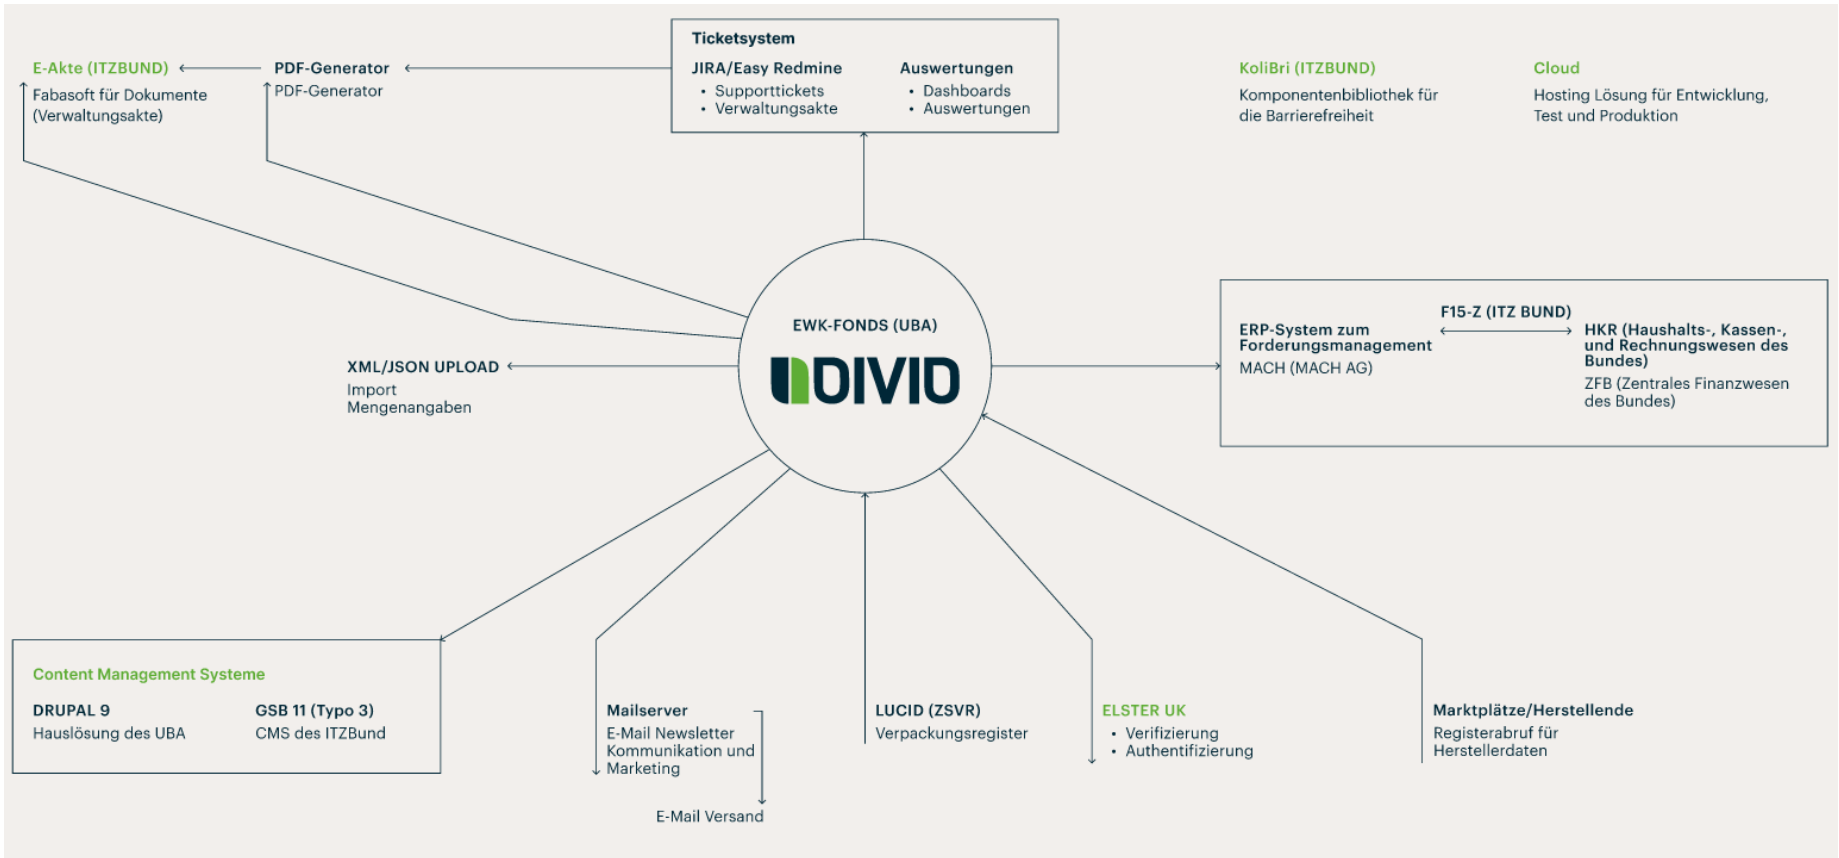 Ticketsystem
E-Akte (ITZBUND)
Fabasoft für Dokumente
(Verwaltungsakte)
PDF-Generator
PDF-Generator
JIRA/Easy Redmine
• Supporttickets
• Verwaltungsakte
Auswertungen
• Dashboards
• Auswertungen
KoliBri (ITZBUND)
Komponentenbibliothek für
die Barrierefreiheit
Cloud
Hosting Lösung für Entwicklung,
Test und Produktion
EWK-FONDS (UBA)
DIVID
XML/JSON UPLOAD
Import
Mengenangaben
ERP-System zum
Forderungsmanagement
MACH (MACH AG)
F15-Z (ITZ BUND)
HKR (Haushalts-, Kassen-,
und Rechnungswesen des
Bundes)
ZFB (Zentrales Finanzwesen
des Bundes)
Content Management Systeme
DRUPAL 9
Hauslösung des UBA
GSB 11 (Typo 3)
CMS des ITZBund
Mailserver
E-Mail Newsletter
Kommunikation und
Marketing
E-Mail Versand
LUCID (ZSVR)
Verpackungsregister
ELSTER UK
• Verifizierung
• Authentifizierung
Marktplätze/Herstellende
Registerabruf für
Herstellerdaten